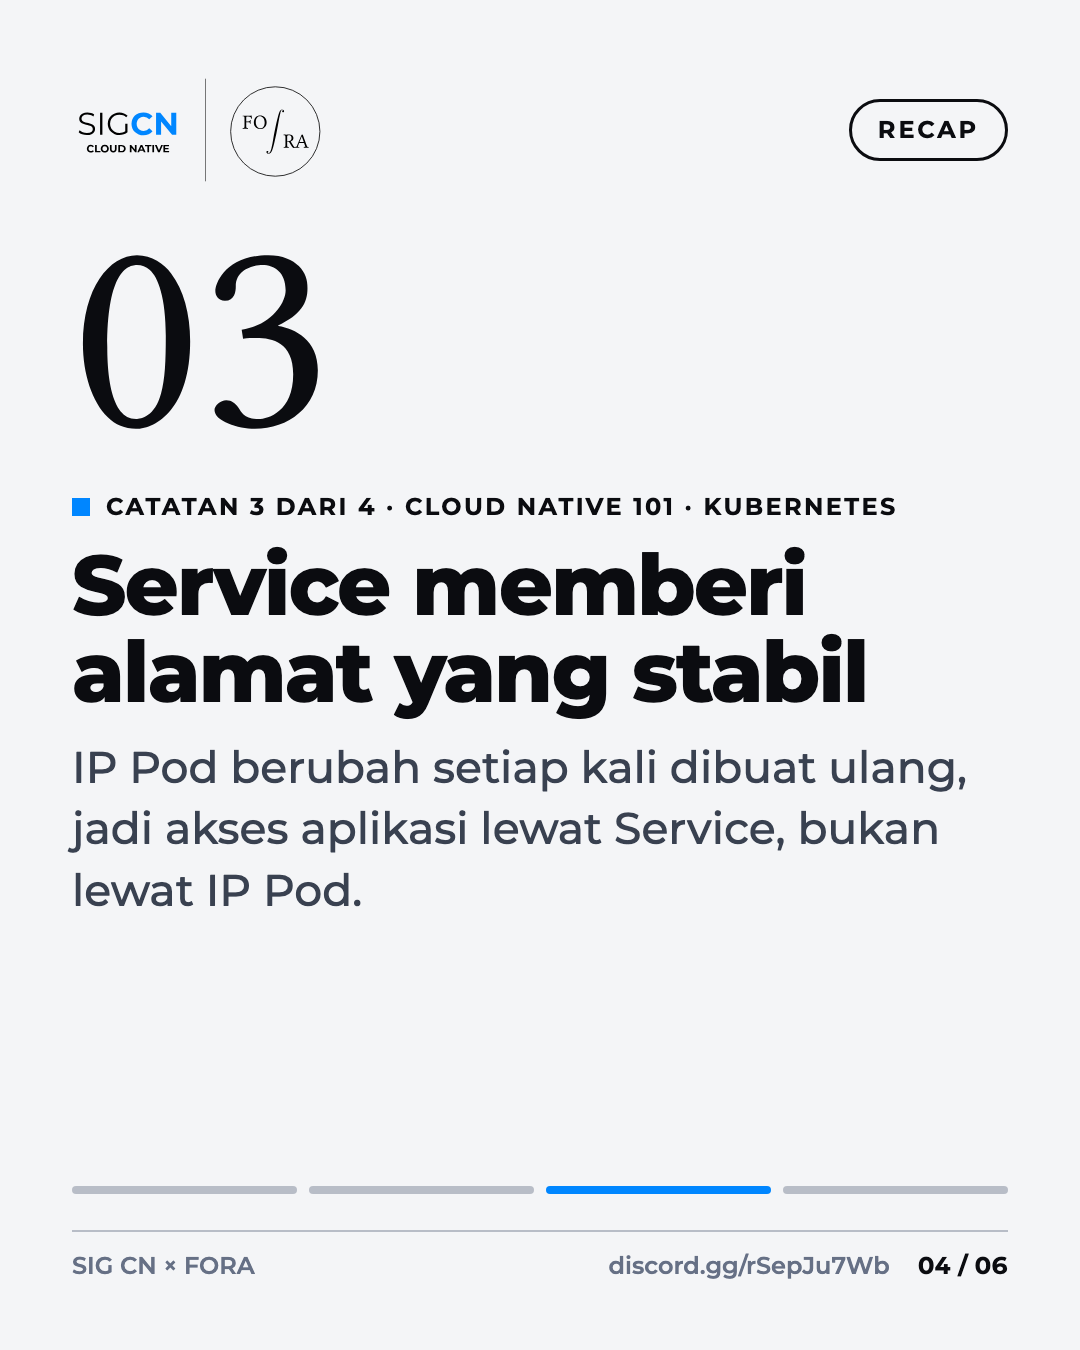 SIGCN
CLOUD NATIVE
FO
RA
RECAP
03
CATATAN 3 DARI 4 · CLOUD NATIVE 101 · KUBERNETES
Service memberi
alamat yang stabil
IP Pod berubah setiap kali dibuat ulang,
jadi akses aplikasi lewat Service, bukan
lewat IP Pod.
SIG CN × FORA
discord.gg/rSepJu7Wb
04 / 06